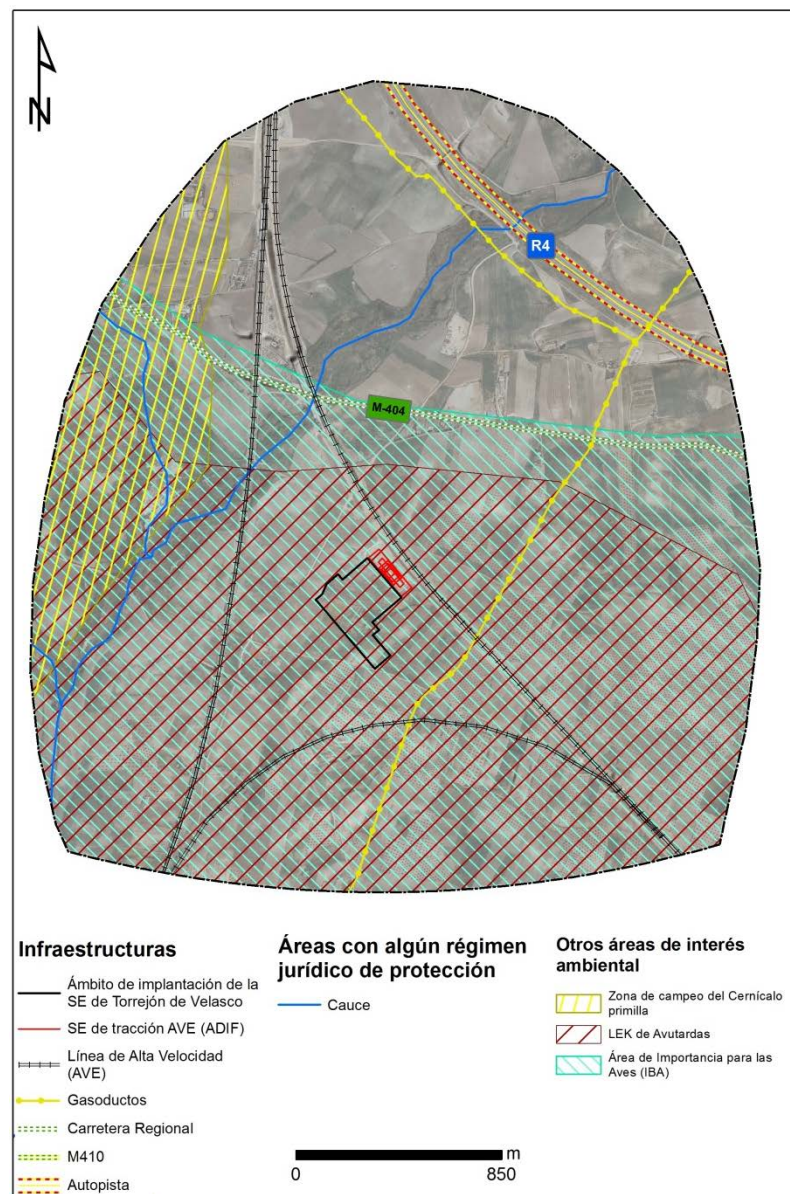 N
R4
M-404
Infraestructuras
Ámbito de implantación de la
SE de Torrejón de Velasco
SE de tracción AVE (ADIF)
Línea de Alta Velocidad
(AVE)
Gasoductos
Carretera Regional
M410
Autopista
Áreas con algún régimen
jurídico de protección
Cauce
Otros áreas de interés
ambiental
Zona de campeo del Cernícalo
primilla
LEK de Avutardas
Área de Importancia para las
Aves (IBA)
m
0 850